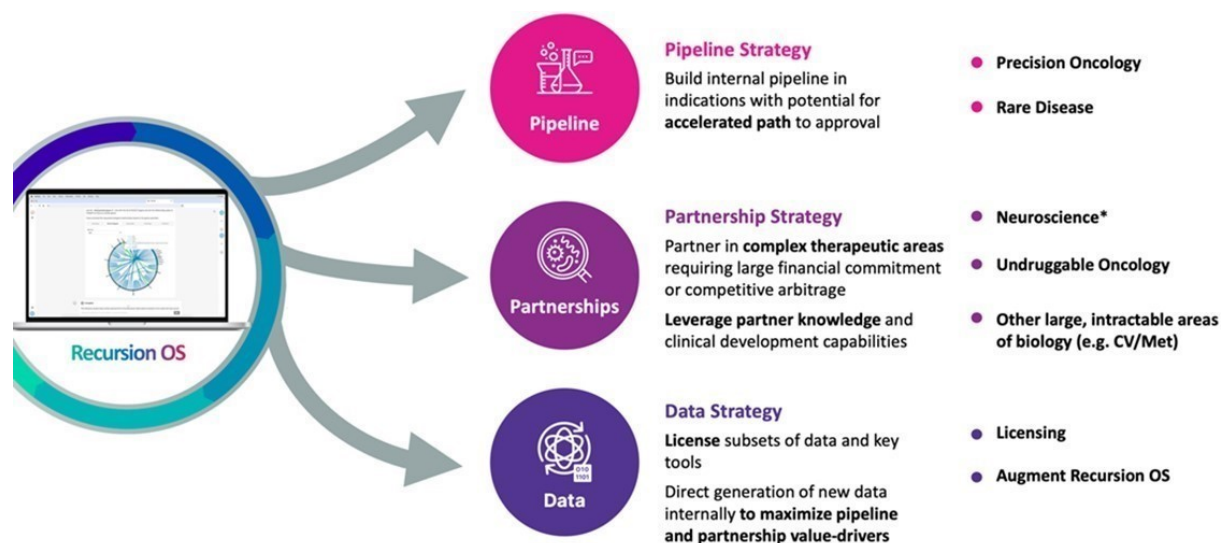 Pipeline Strategy
Build internal pipeline in
indications with potential for
accelerated path to approval
Precision Oncology
Rare Disease
Pipeline
Partnership Strategy
Partner in complex therapeutic areas
requiring large financial commitment
or competitive arbitrage
Leverage partner knowledge and
clinical development capabilities
Neuroscience*
Undruggable Oncology
Other large, intractable areas
of biology (e.g. CV/Met)
Partnerships
Recursion OS
Data Strategy
License subsets of data and key
tools
Direct generation of new data
internally to maximize pipeline
and partnership value-drivers
Licensing
Augment Recursion OS
010
1101
Data